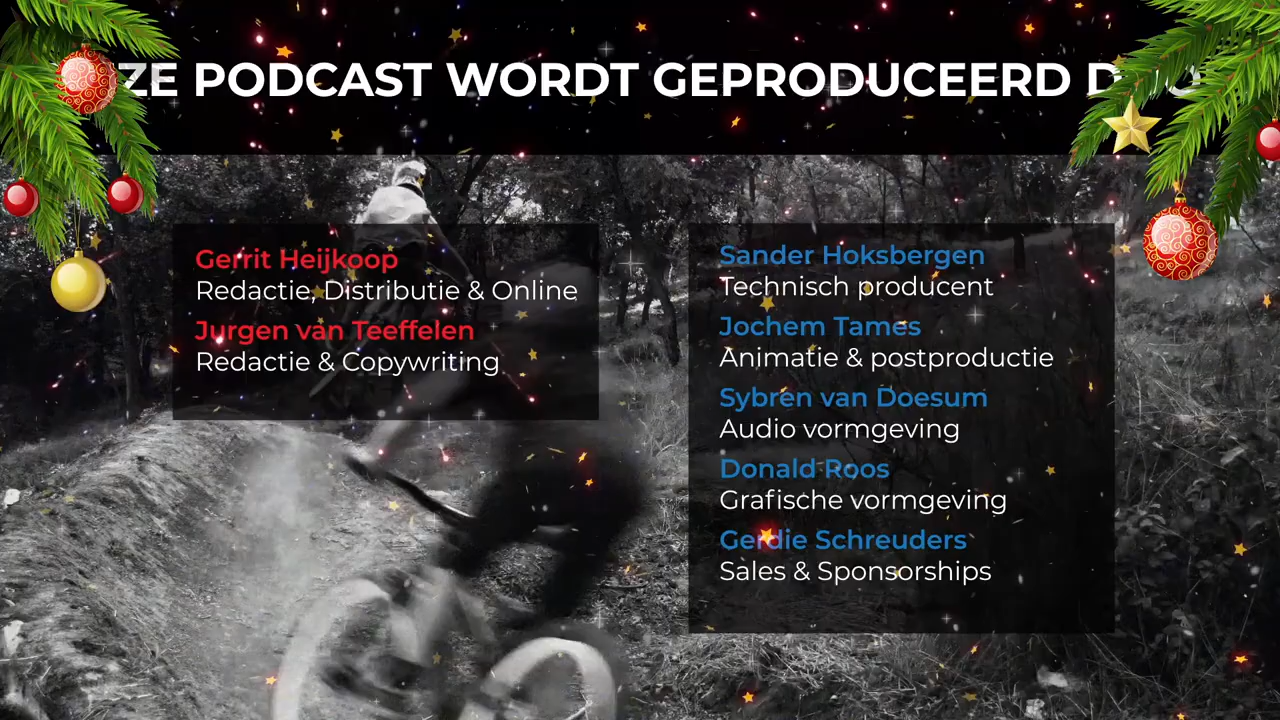 PODCAST WORDT GEPRODUCEERD
Gerrit Heijkoop
Redactie, Distributie & Online
Jurgen van Teeffelen
Redactie & Copywriting
Sander Hoksbergen
Technisch producent
Jochem Tames
Animatie & postproductie
Sybren van Doesum
Audio vormgeving
Donald Roos
Grafische vormgeving
Gerdie Schreuders
Sales & Sponsorships